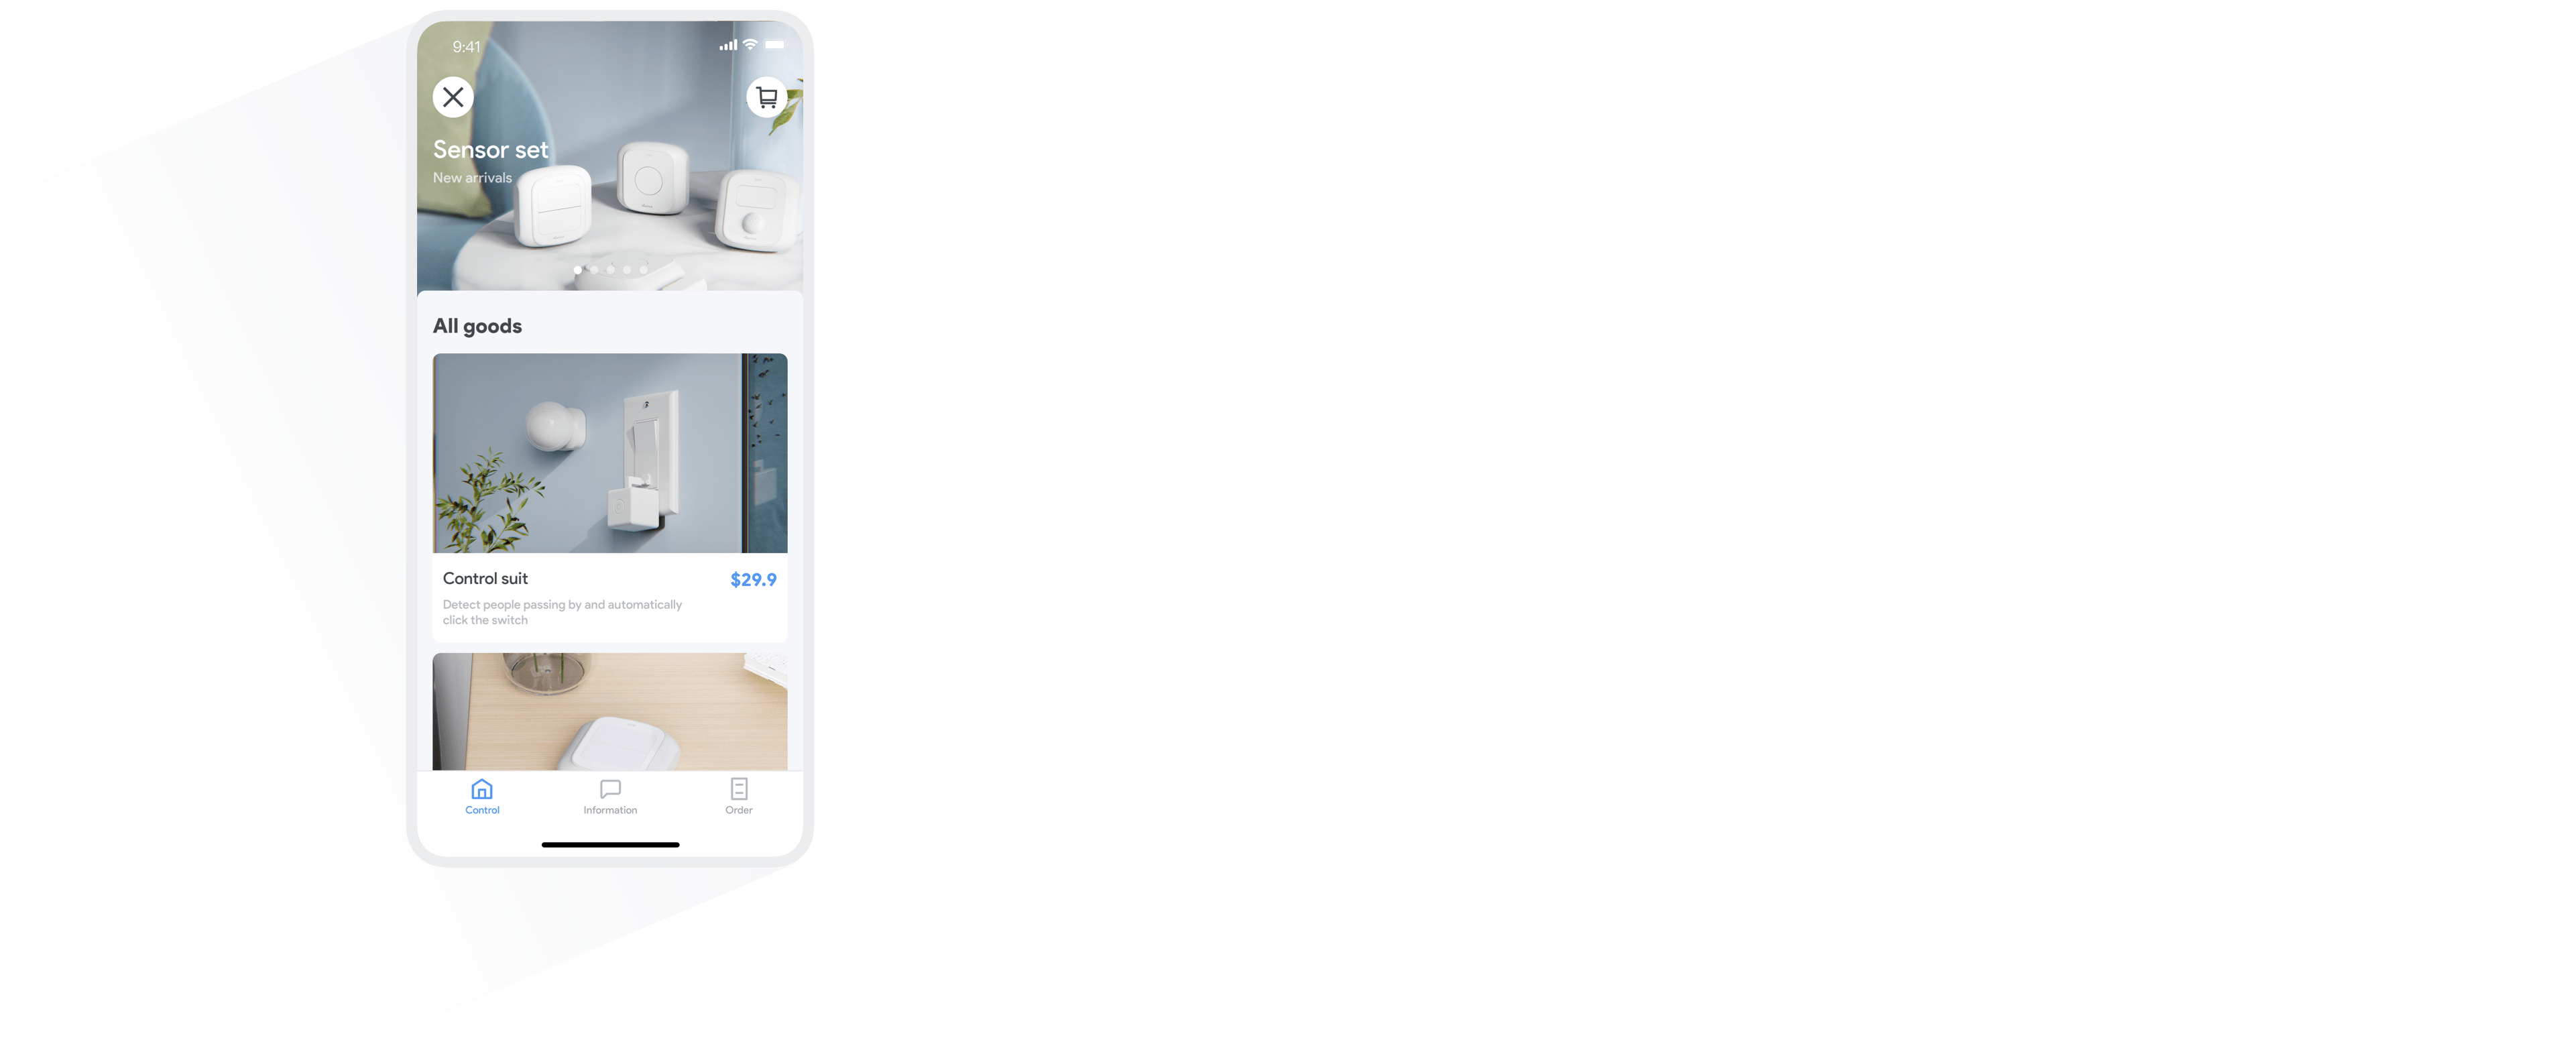 9:41
Sensor set
New arrivals
All goods
Control suit
$29.9
Detect people passing by and automatically
click the switch
Control
Information
Order